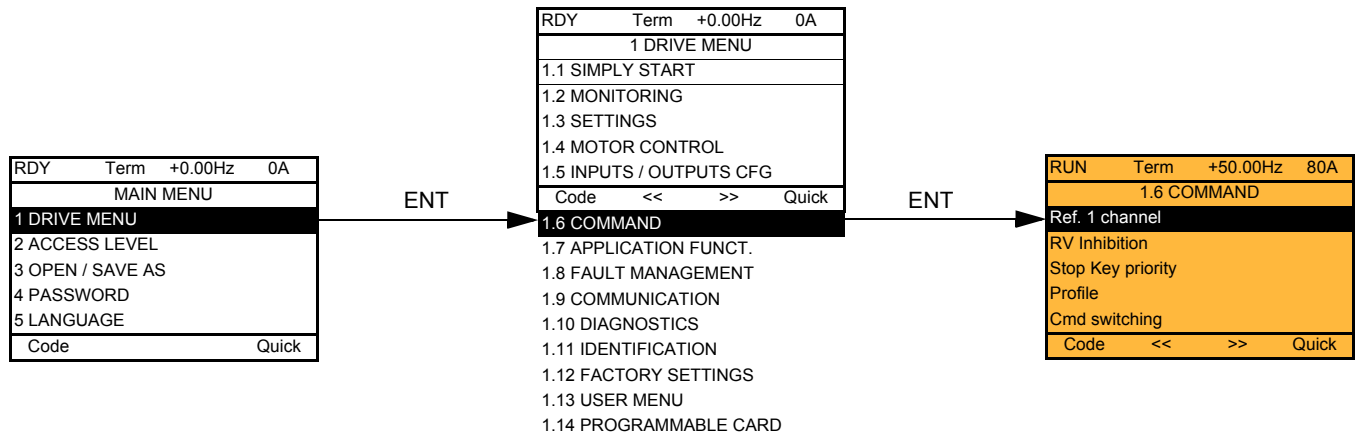 RDY Term +0.00Hz 0A
MAIN MENU
1 DRIVE MENU
2 ACCESS LEVEL
3 OPEN / SAVE AS
4 PASSWORD
5 LANGUAGE
Code Quick
ENT
RDY Term +0.00Hz 0A
1 DRIVE MENU
1.1 SIMPLY START
1.2 MONITORING
1.3 SETTINGS
1.4 MOTOR CONTROL
1.5 INPUTS / OUTPUTS CFG
Code << >> Quick
1.6 COMMAND
1.7 APPLICATION FUNCT.
1.8 FAULT MANAGEMENT
1.9 COMMUNICATION
1.10 DIAGNOSTICS
1.11 IDENTIFICATION
1.12 FACTORY SETTINGS
1.13 USER MENU
1.14 PROGRAMMABLE CARD
ENT
RUN Term +50.00Hz 80A
1.6 COMMAND
Ref. 1 channel
RV Inhibition
Stop Key priority
Profile
Cmd switching
Code << >> Quick